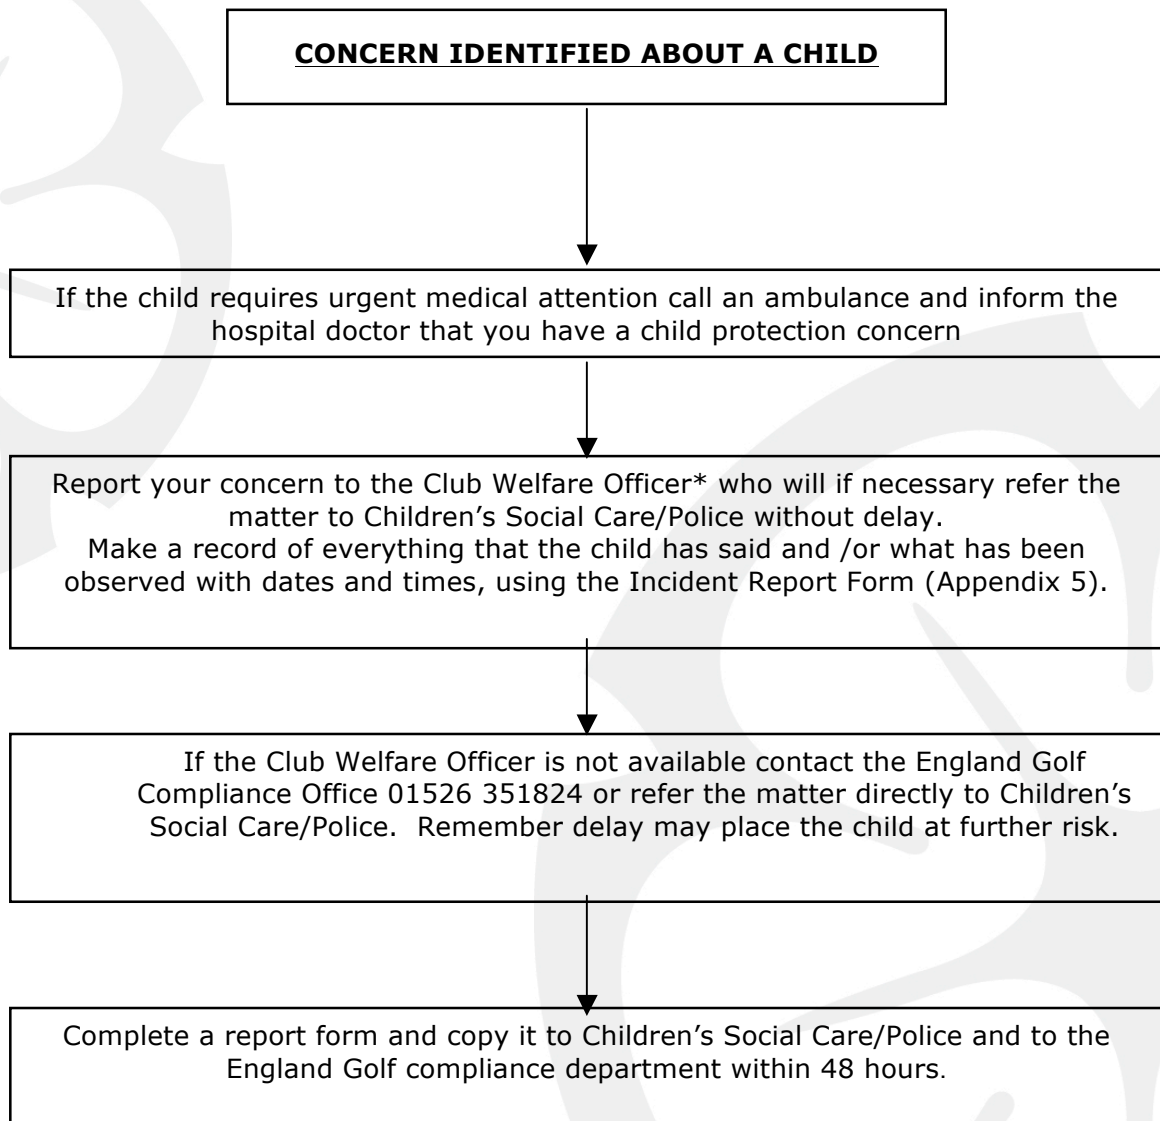 CONCERN IDENTIFIED ABOUT A CHILD
If the child requires urgent medical attention call an ambulance and inform the
hospital doctor that you have a child protection concern
Report your concern to the Club Welfare Officer* who will if necessary refer the
matter to Children’s Social Care/Police without delay.
Make a record of everything that the child has said and /or what has been
observed with dates and times, using the Incident Report Form (Appendix 5).
If the Club Welfare Officer is not available contact the England Golf
Compliance Office 01526 351824 or refer the matter directly to Children’s
Social Care/Police.  Remember delay may place the child at further risk.
Complete a report form and copy it to Children’s Social Care/Police and to the
England Golf compliance department within 48 hours.